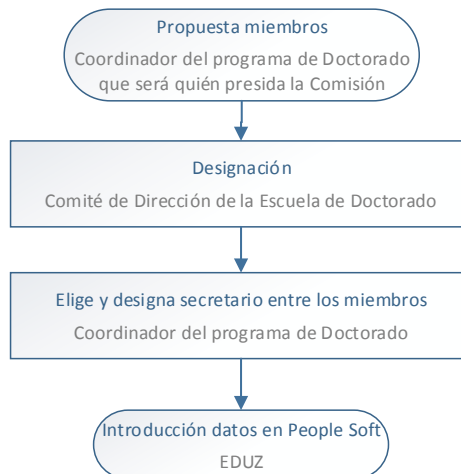 Propuesta miembros
Coordinador del programa de Doctorado
que será quién presida la Comisión
Designación
Comité de Dirección de la Escuela de Doctorado
Elige y designa secretario entre los miembros
Coordinador del programa de Doctorado
Introducción datos en People Soft
EDUZ